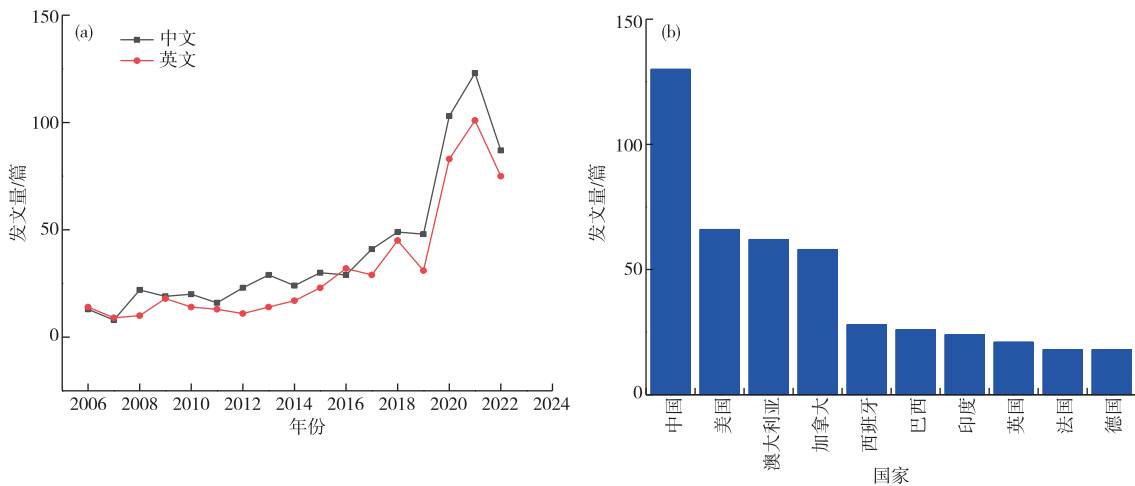 (a)
中文
英文
150
100
50
0
发文量/篇
2006 2008 2010 2012 2014 2016 2018 2020 2022 2024
年份
(b)
150
100
50
0
发文量/篇
中国 美国 澳大利亚 加拿大 西班牙 巴西 印度 英国 法国 德国
国家